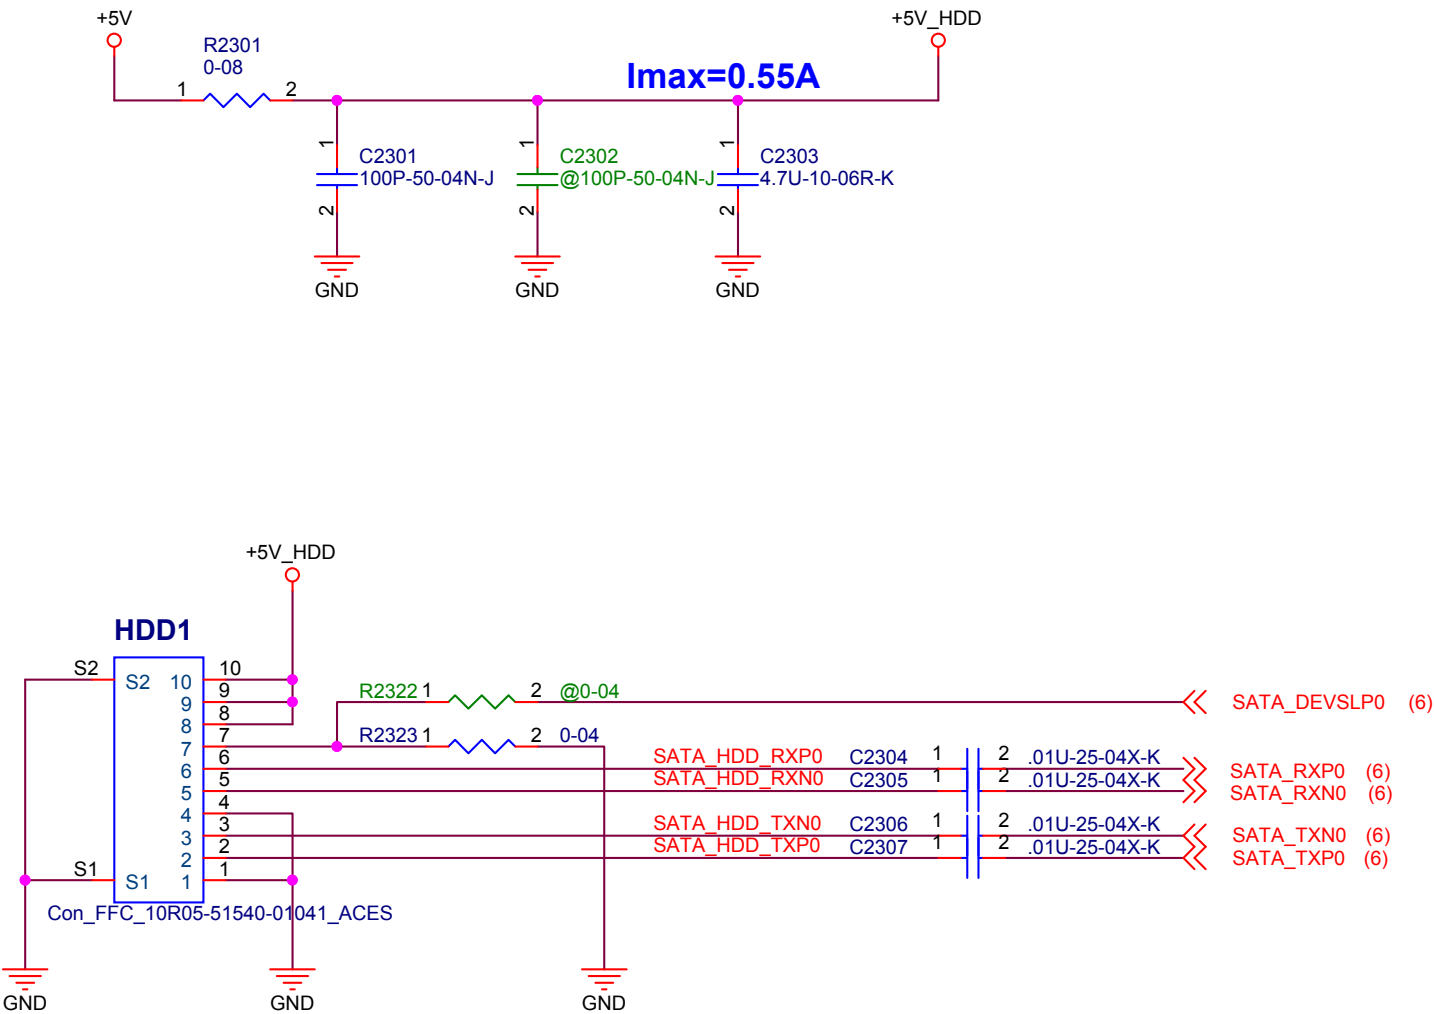 +5V
+5V_HDD
R2301
0-08
Imax=0.55A
1 2
1 1 1
C2301 C2302 C2303
100P-50-04N-J @100P-50-04N-J 4.7U-10-06R-K
2 2 2
GND GND GND
+5V_HDD
HDD1
S2 S2 10 10
9 9
8 8
7 7
6 6
5 5
4 4
3 3
2 2
S1 S1 1 1
Con_FFC_10R05-51540-01041_ACES
R2322 1 2 @0-04 SATA_DEVSLP0 (6)
R2323 1 2 0-04
SATA_HDD_RXP0 C2304 1 2 .01U-25-04X-K SATA_RXP0 (6)
SATA_HDD_RXN0 C2305 1 2 .01U-25-04X-K SATA_RXN0 (6)
SATA_HDD_TXN0 C2306 1 2 .01U-25-04X-K SATA_TXN0 (6)
SATA_HDD_TXP0 C2307 1 2 .01U-25-04X-K SATA_TXP0 (6)
GND GND GND